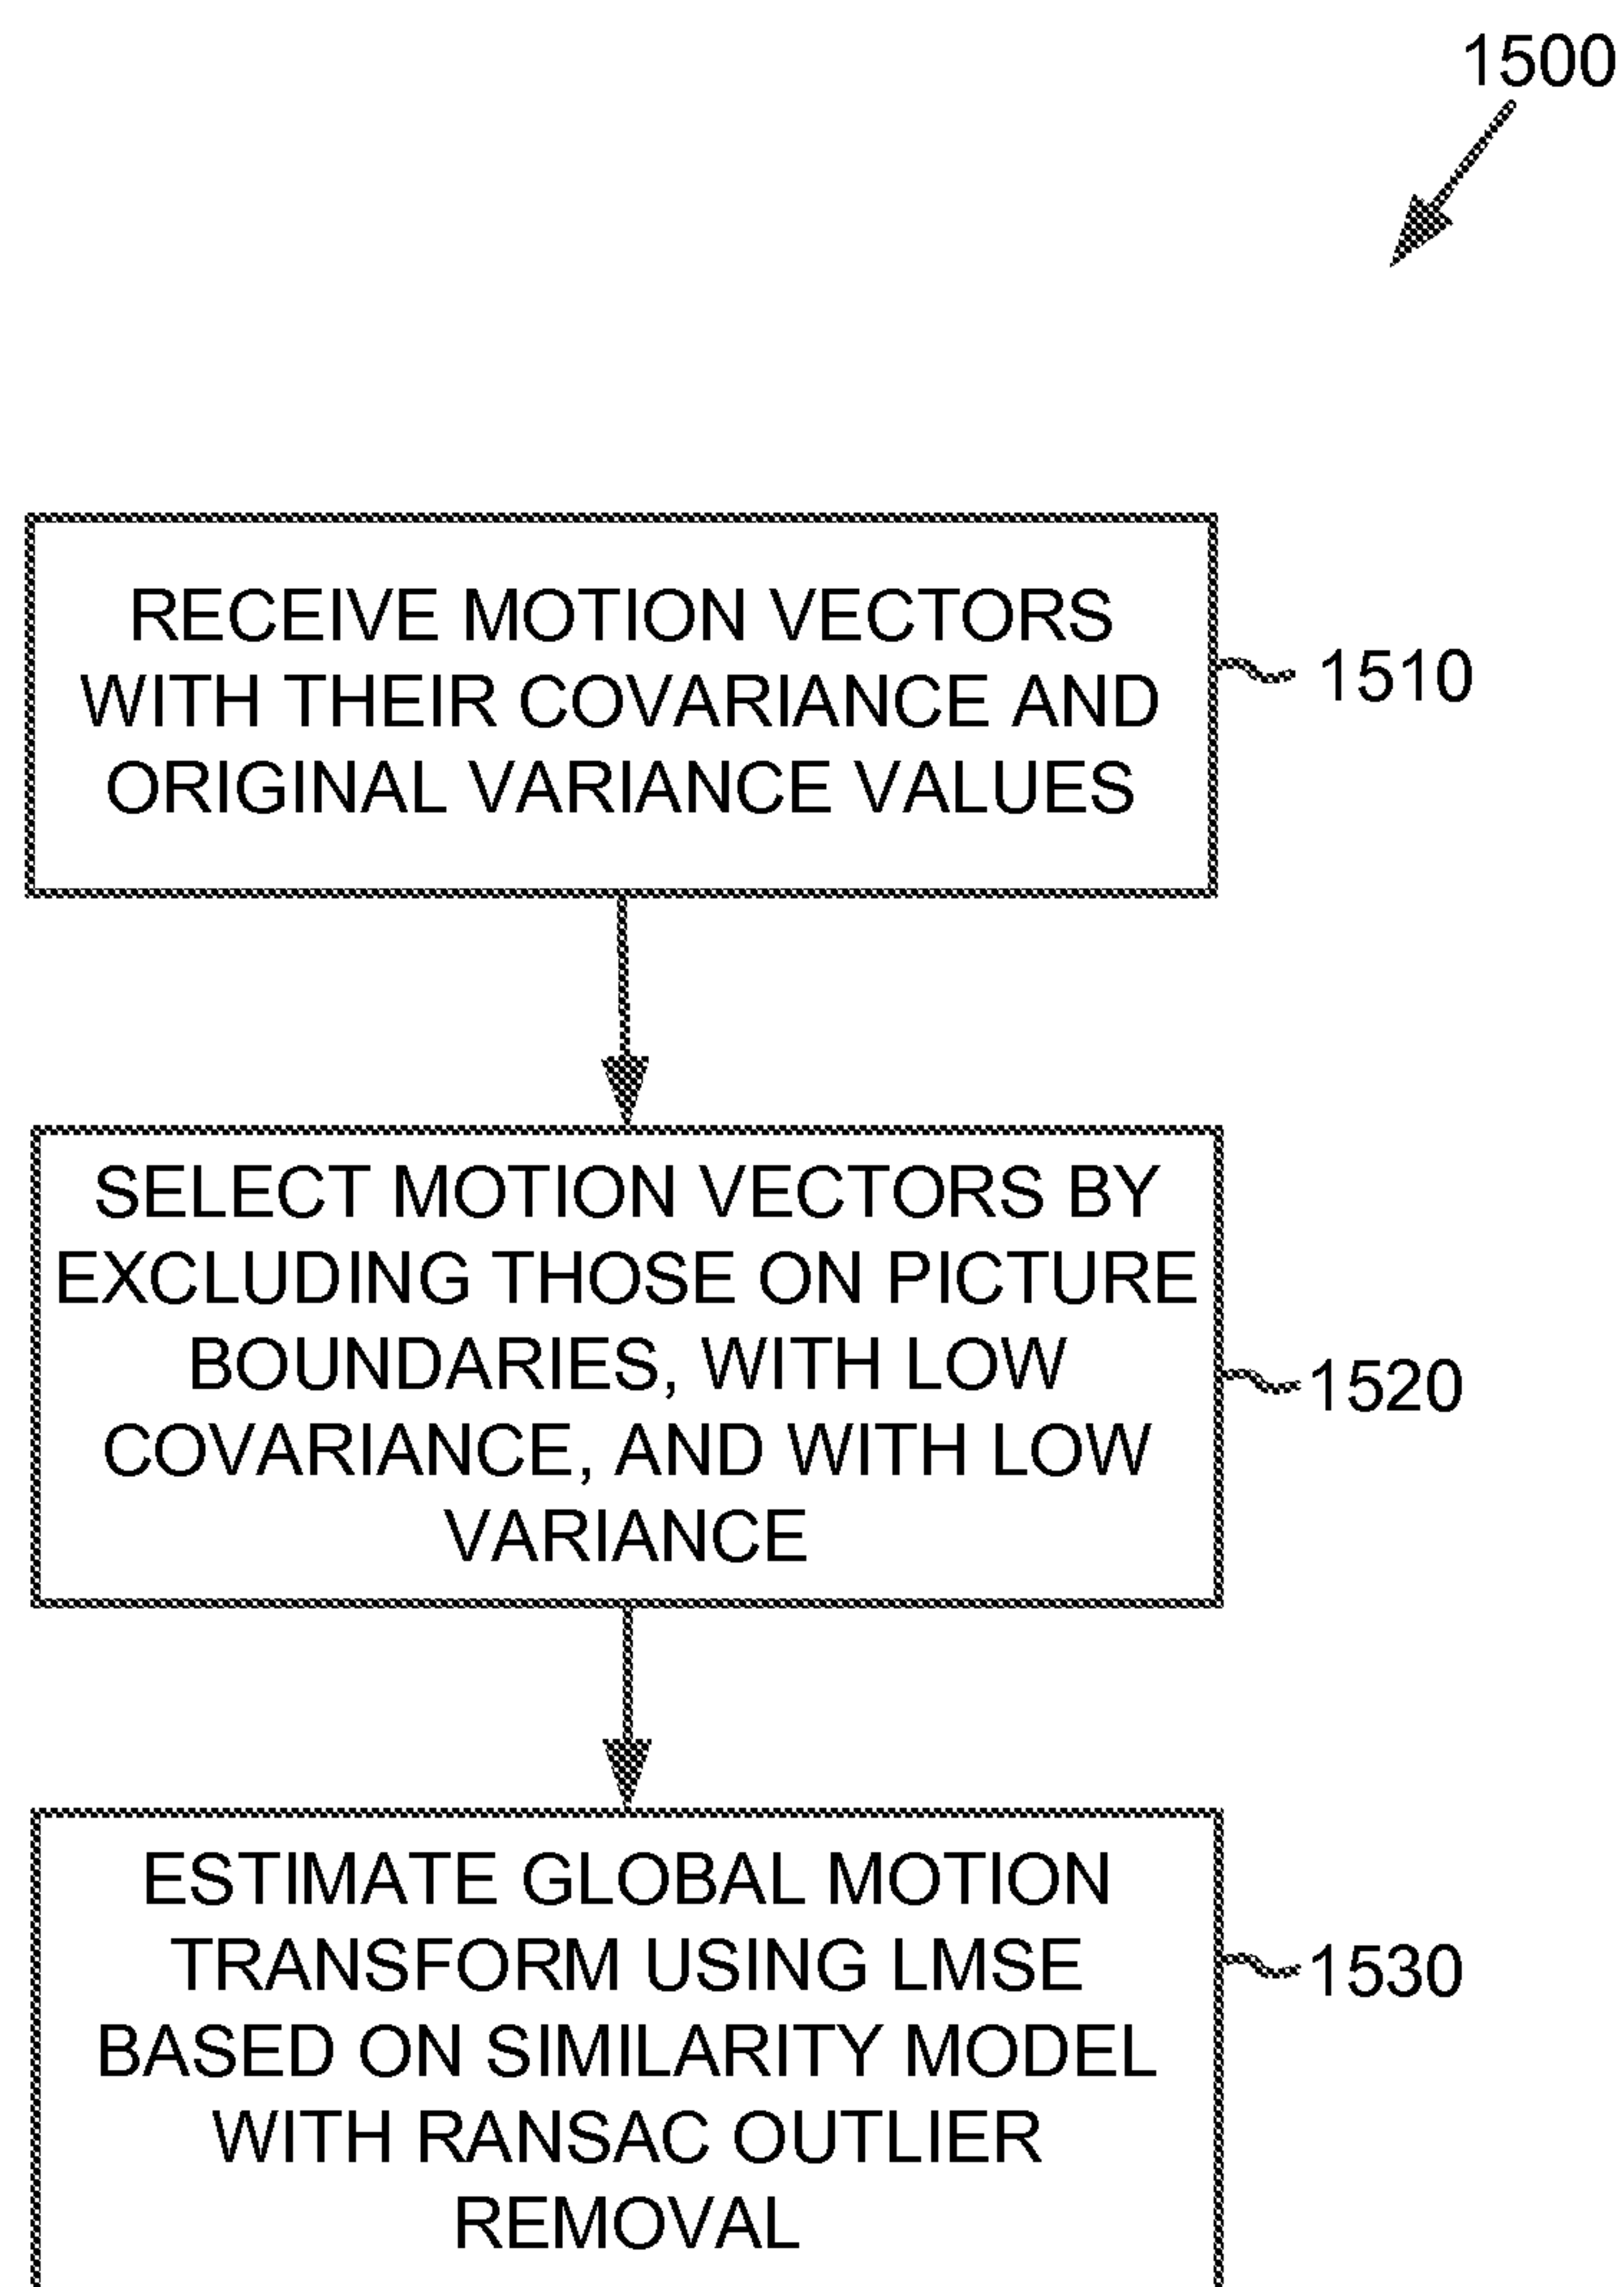 1500
RECEIVE MOTION VECTORS
WITH THEIR COVARIANCE AND
ORIGINAL VARIANCE VALUES
1510
SELECT MOTION VECTORS BY
EXCLUDING THOSE ON PICTURE
BOUNDARIES, WITH LOW
COVARIANCE, AND WITH LOW
VARIANCE
1520
ESTIMATE GLOBAL MOTION
TRANSFORM USING LMSE
BASED ON SIMILARITY MODEL
WITH RANSAC OUTLIER
REMOVAL
1530